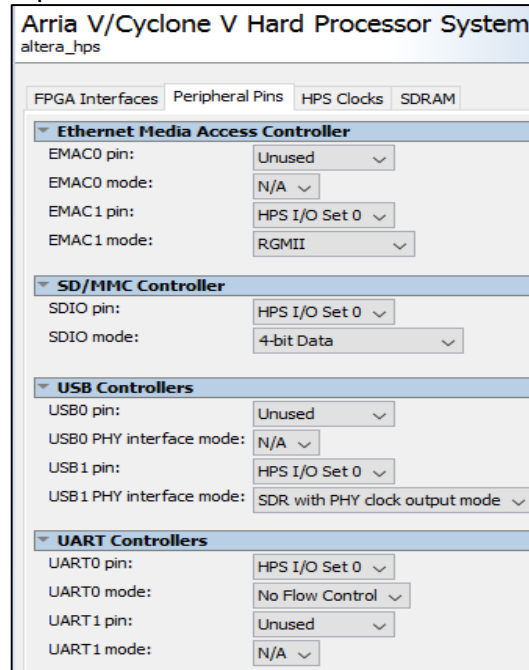 Arria V/Cyclone V Hard Processor System
altera_hps
FPGA Interfaces Peripheral Pins HPS Clocks SDRAM
Ethernet Media Access Controller
EMAC0 pin: Unused
EMAC0 mode: N/A
EMAC1 pin: HPS I/O Set 0
EMAC1 mode: RGMII
SD/MMC Controller
SDIO pin: HPS I/O Set 0
SDIO mode: 4-bit Data
USB Controllers
USB0 pin: Unused
USB0 PHY interface mode: N/A
USB1 pin: HPS I/O Set 0
USB1 PHY interface mode: SDR with PHY clock output mode
UART Controllers
UART0 pin: HPS I/O Set 0
UART0 mode: No Flow Control
UART1 pin: Unused
UART1 mode: N/A